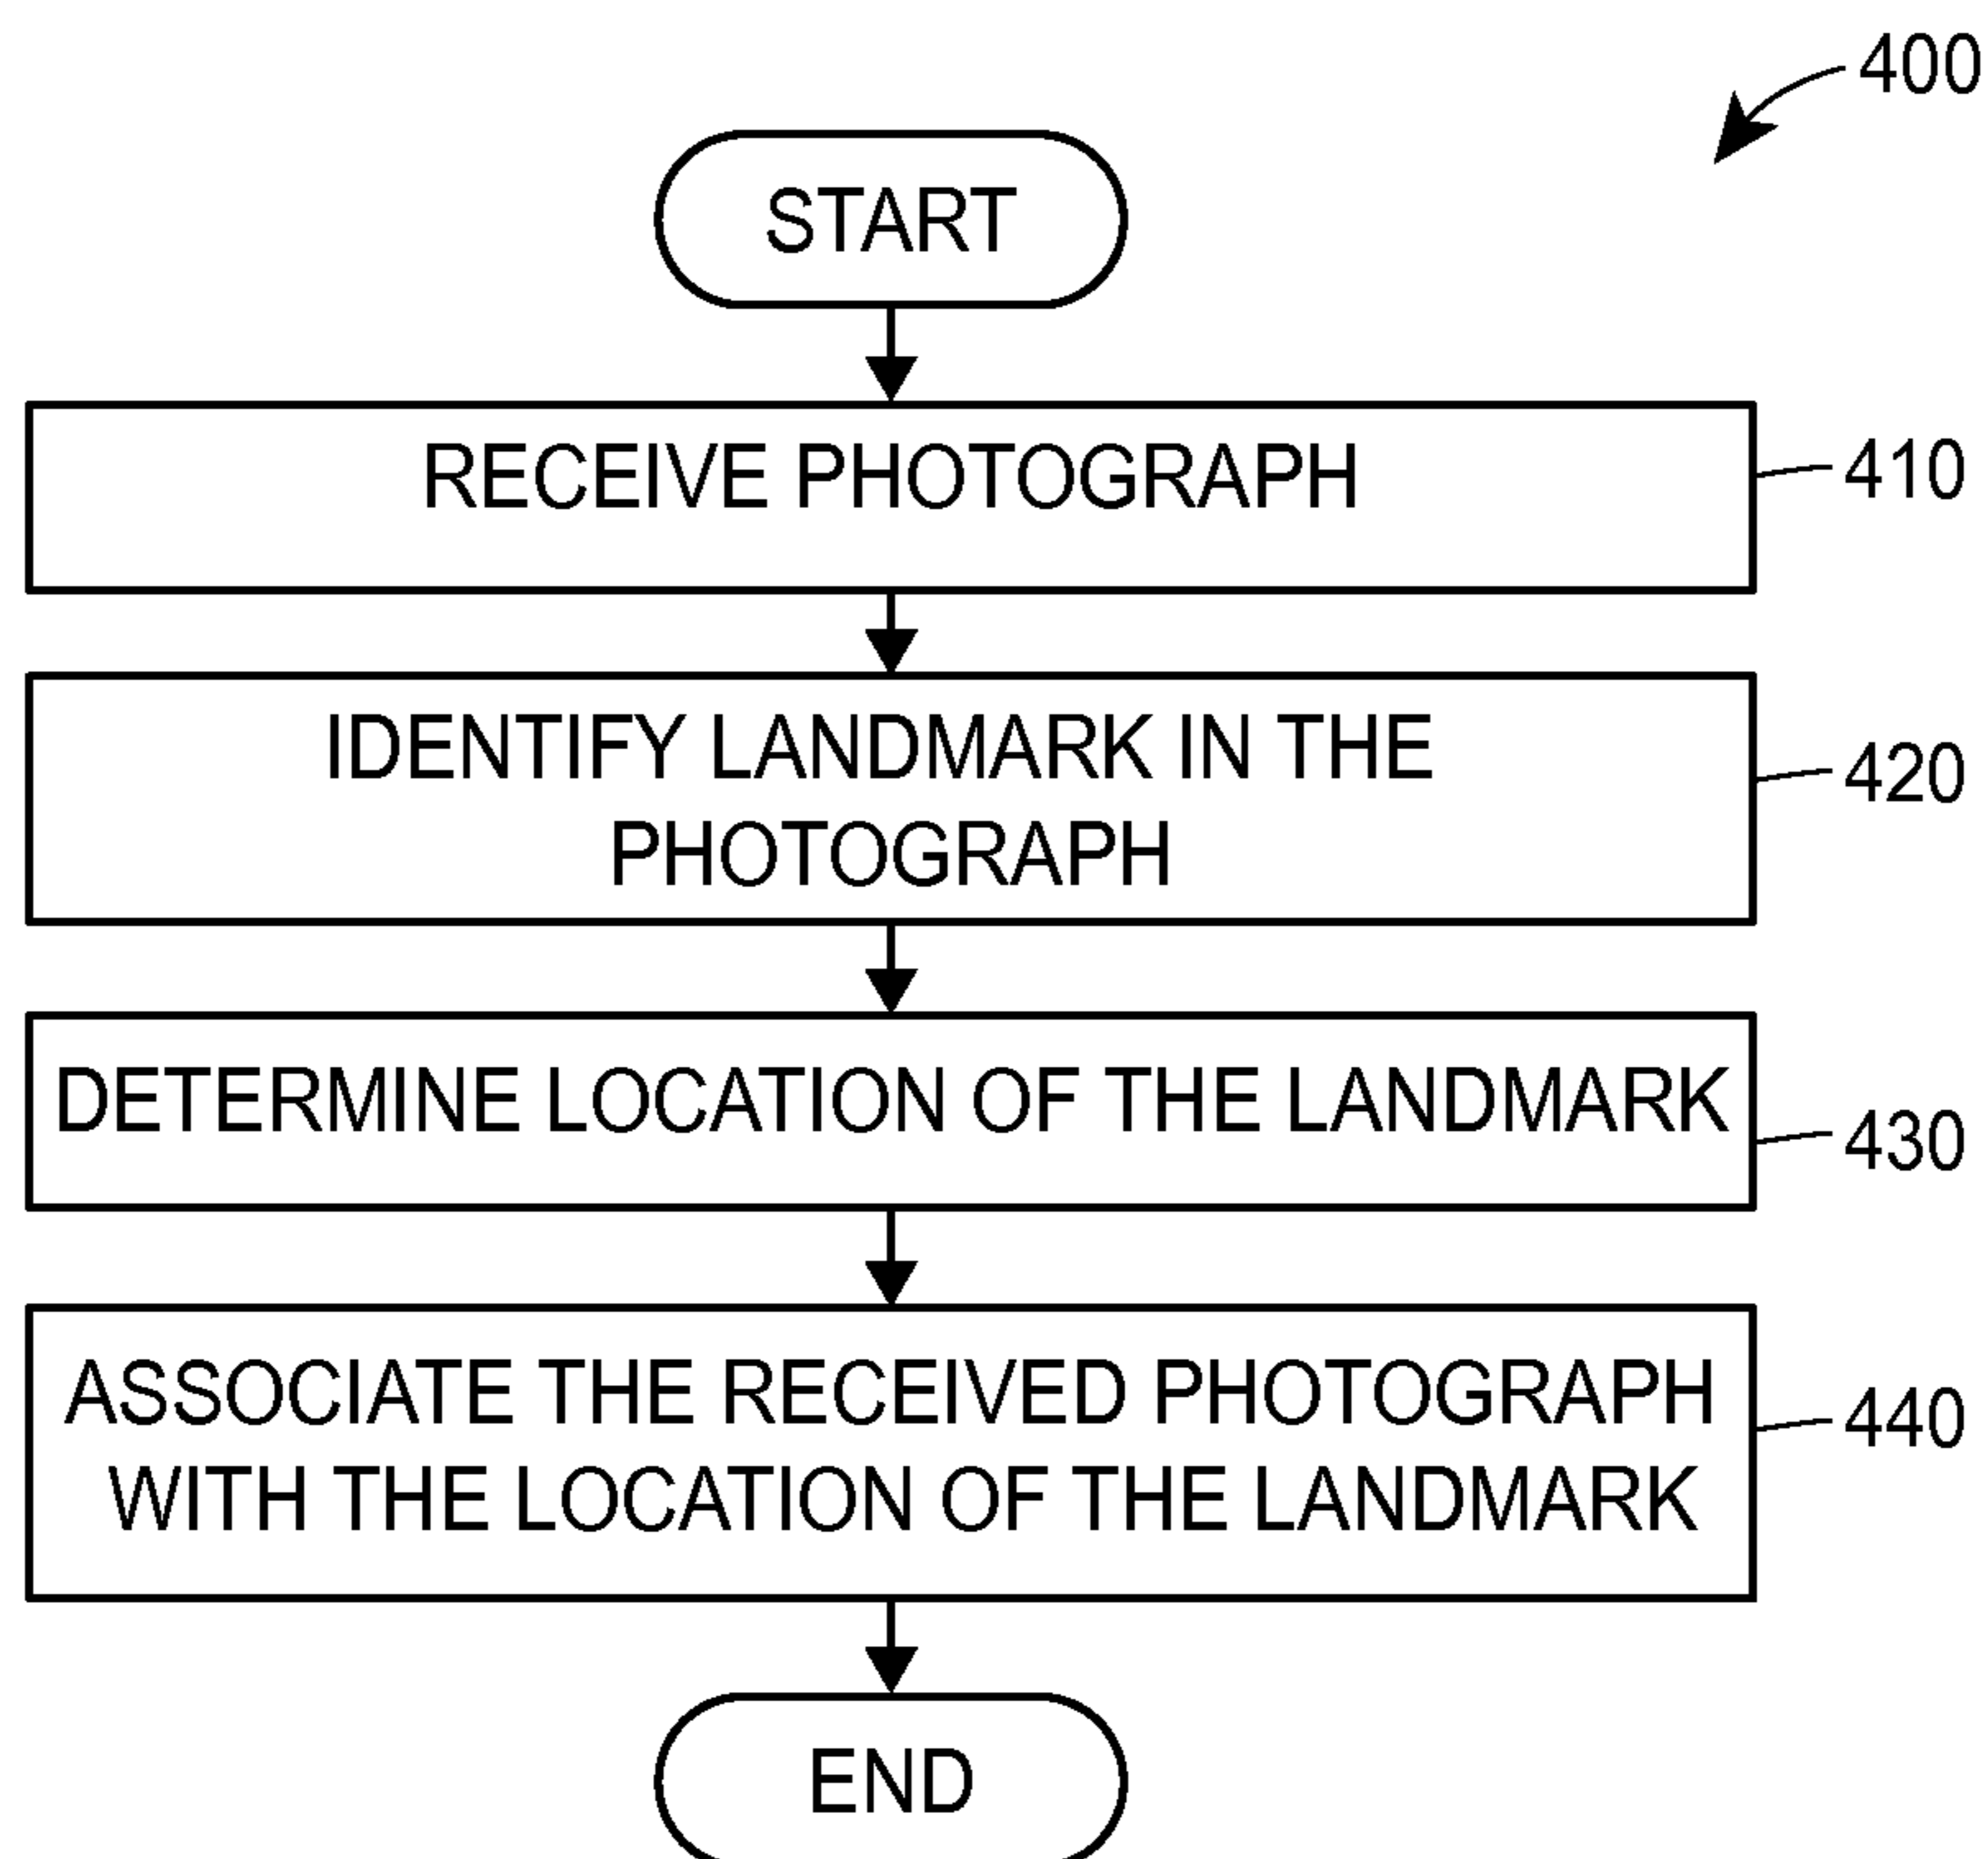 400
START
RECEIVE PHOTOGRAPH
410
IDENTIFY LANDMARK IN THE
PHOTOGRAPH
420
DETERMINE LOCATION OF THE LANDMARK
430
ASSOCIATE THE RECEIVED PHOTOGRAPH
WITH THE LOCATION OF THE LANDMARK
440
END